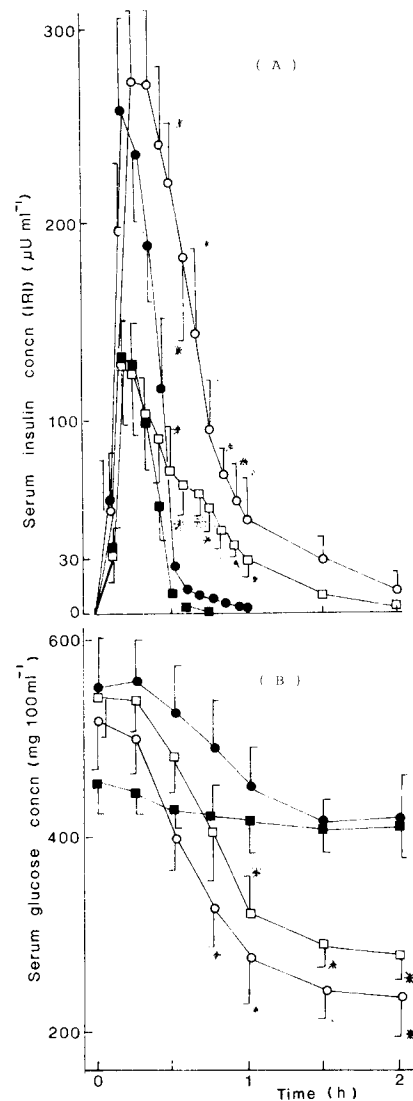 300
( A )
Serum insulin concn (IRI) ( µU ml⁻¹ )
200
100
30
0
600
( B )
Serum glucose concn (mg 100ml⁻¹)
400
200
0
1
2
Time (h)